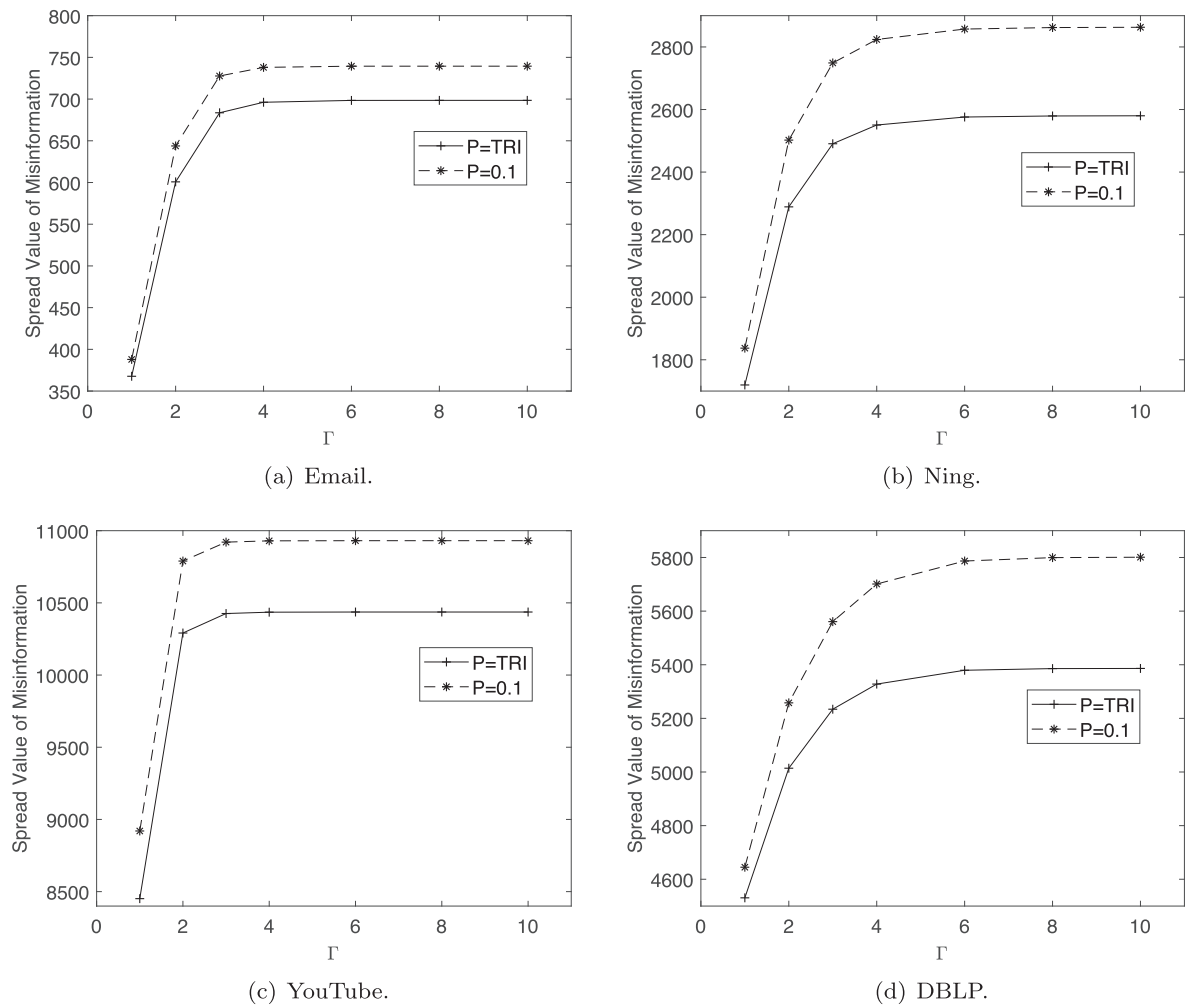 800
750
700
650
600
550
500
450
400
350
Spread Value of Misinformation
P=TRI
P=0.1
0 2 4 6 8 10
Γ
(a) Email.
2800
2600
2400
2200
2000
1800
Spread Value of Misinformation
P=TRI
P=0.1
0 2 4 6 8 10
Γ
(b) Ning.
11000
10500
10000
9500
9000
8500
Spread Value of Misinformation
P=TRI
P=0.1
0 2 4 6 8 10
Γ
(c) YouTube.
5800
5600
5400
5200
5000
4800
4600
Spread Value of Misinformation
P=TRI
P=0.1
0 2 4 6 8 10
Γ
(d) DBLP.